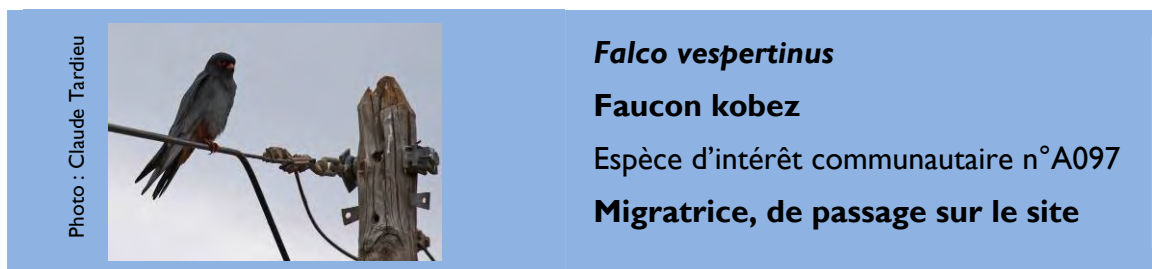 Photo : Claude Tardieu
Falco vespertinus
Faucon kobez
Espèce d’intérêt communautaire n°A097
Migratrice, de passage sur le site